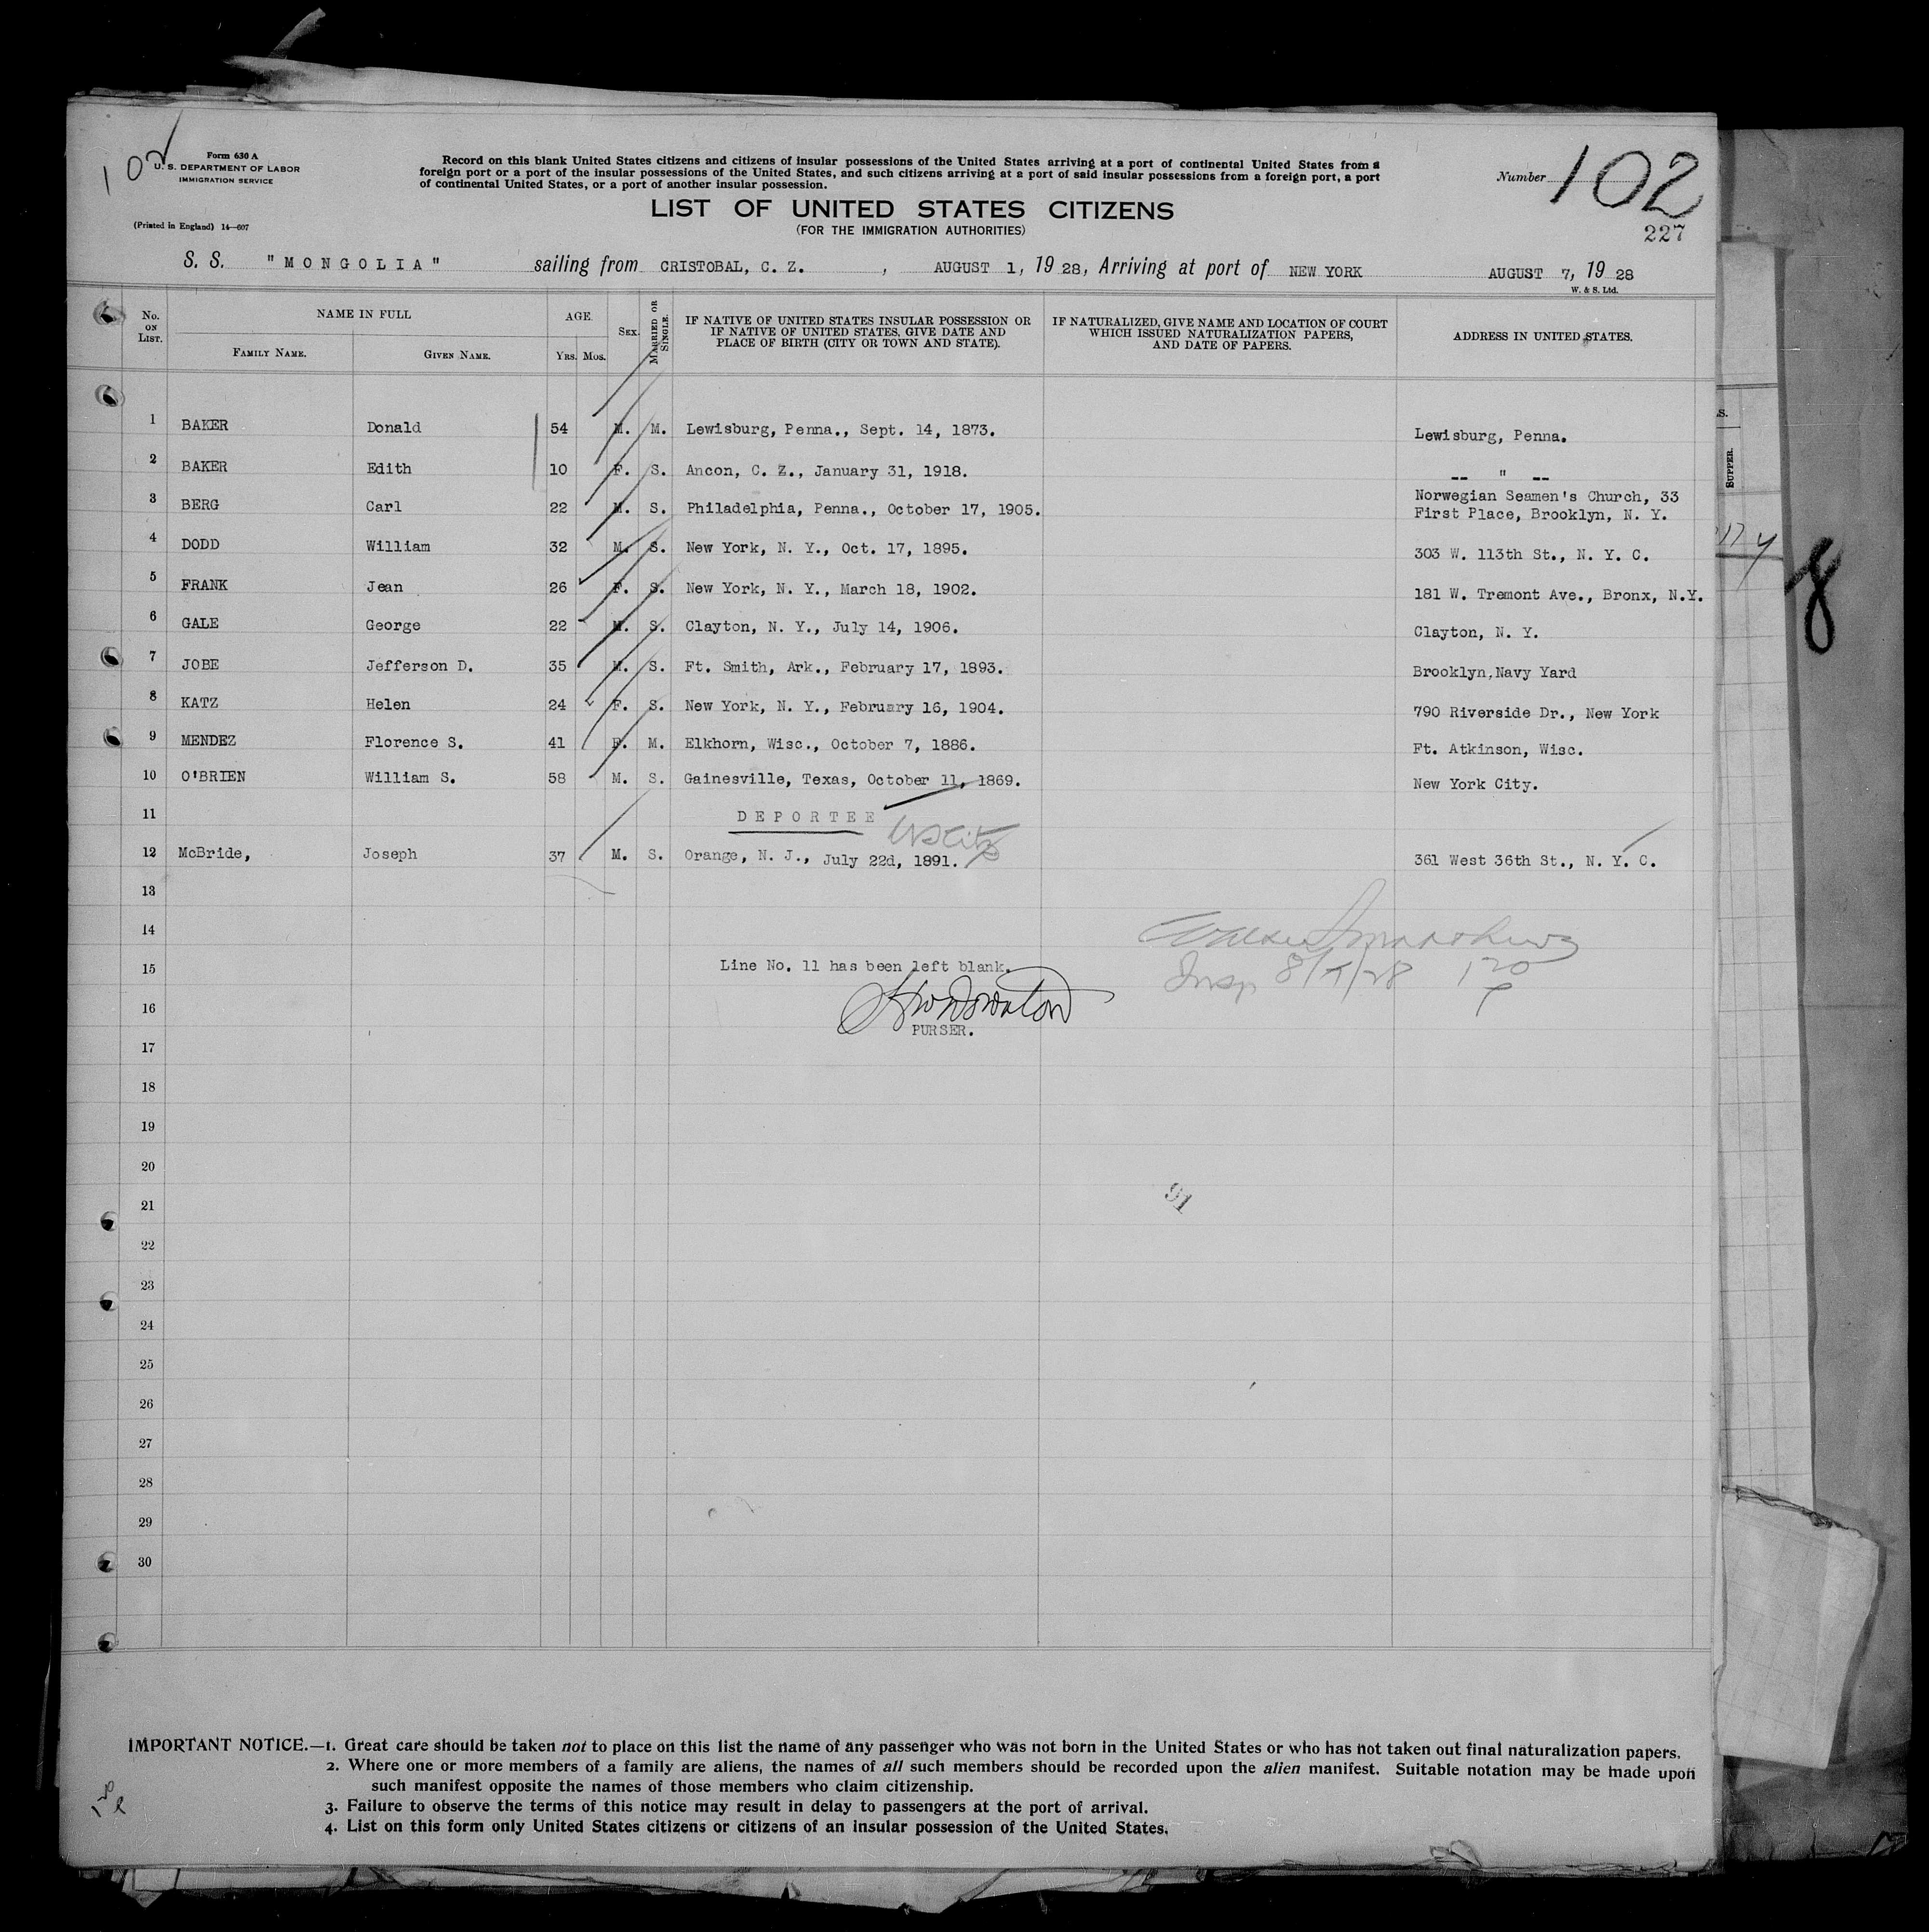 102
Form 630 A
U. S. DEPARTMENT OF LABOR
IMMIGRATION SERVICE
(Printed in England) 14—607
Record on this blank United States citizens and citizens of insular possessions of the United States arriving at a port of continental United States from a
foreign port or a port of the insular possessions of the United States, and such citizens arriving at a port of said insular possessions from a foreign port, a port
of continental United States, or a port of another insular possession.
Number 102
227
LIST OF UNITED STATES CITIZENS
(FOR THE IMMIGRATION AUTHORITIES)
S. S. "MONGOLIA" sailing from CRISTOBAL, C. Z. , AUGUST 1, 19 28, Arriving at port of NEW YORK AUGUST 7, 19 28
W. & S. Ltd.
No. ON LIST. NAME IN FULL AGE. SEX. MARRIED OR SINGLE. IF NATIVE OF UNITED STATES INSULAR POSSESSION OR IF NATIVE OF UNITED STATES, GIVE DATE AND PLACE OF BIRTH (CITY OR TOWN AND STATE). IF NATURALIZED, GIVE NAME AND LOCATION OF COURT WHICH ISSUED NATURALIZATION PAPERS, AND DATE OF PAPERS. ADDRESS IN UNITED STATES.
FAMILY NAME. GIVEN NAME. YRS. MOS.
1 BAKER Donald 54 M. M. Lewisburg, Penna., Sept. 14, 1873. Lewisburg, Penna.
2 BAKER Edith 10 F. S. Ancon, C. Z., January 31, 1918. -- " --
3 BERG Carl 22 M. S. Philadelphia, Penna., October 17, 1905. Norwegian Seamen's Church, 33
First Place, Brooklyn, N. Y.
4 DODD William 32 M. S. New York, N. Y., Oct. 17, 1895. 303 W. 113th St., N. Y. C.
5 FRANK Jean 26 F. S. New York, N. Y., March 18, 1902. 181 W. Tremont Ave., Bronx, N.Y.
6 GALE George 22 M. S. Clayton, N. Y., July 14, 1906. Clayton, N. Y.
7 JOBE Jefferson D. 35 M. S. Ft. Smith, Ark., February 17, 1893. Brooklyn,Navy Yard
8 KATZ Helen 24 F. S. New York, N. Y., February 16, 1904. 790 Riverside Dr., New York
9 MENDEZ Florence S. 41 F. M. Elkhorn, Wisc., October 7, 1886. Ft. Atkinson, Wisc.
10 O'BRIEN William S. 58 M. S. Gainesville, Texas, October 11, 1869. New York City.
11 DEPORTEE
US Citz
12 McBride, Joseph 37 M. S. Orange, N. J., July 22d, 1891. 361 West 36th St., N. Y. C.
13
14
15 Line No. 11 has been left blank.
Insp 8/7/28 120
16
PURSER.
17
18
19
20
21
91
22
23
24
25
26
27
28
29
30
IMPORTANT NOTICE.—1. Great care should be taken not to place on this list the name of any passenger who was not born in the United States or who has not taken out final naturalization papers.
2. Where one or more members of a family are aliens, the names of all such members should be recorded upon the alien manifest. Suitable notation may be made upon
such manifest opposite the names of those members who claim citizenship.
3. Failure to observe the terms of this notice may result in delay to passengers at the port of arrival.
4. List on this form only United States citizens or citizens of an insular possession of the United States.
SUPPER.
8